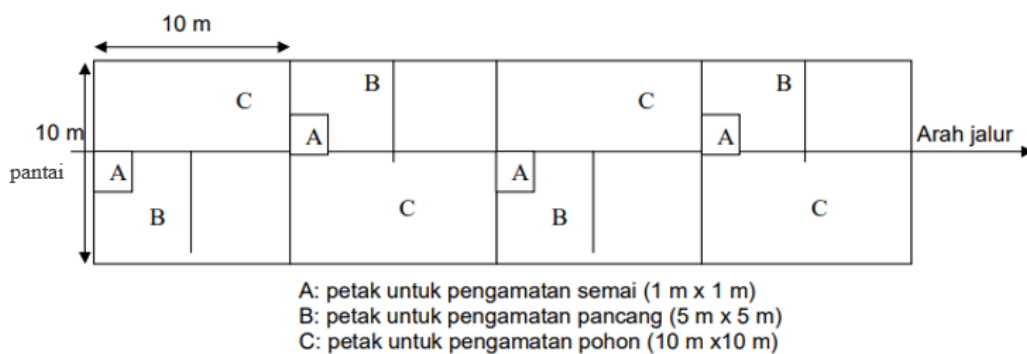 10 m
C
B
C
B
A
A
10 m
Arah jalur
pantai
A
A
B
C
B
C
A: petak untuk pengamatan semai (1 m x 1 m)
B: petak untuk pengamatan pancang (5 m x 5 m)
C: petak untuk pengamatan pohon (10 m x10 m)